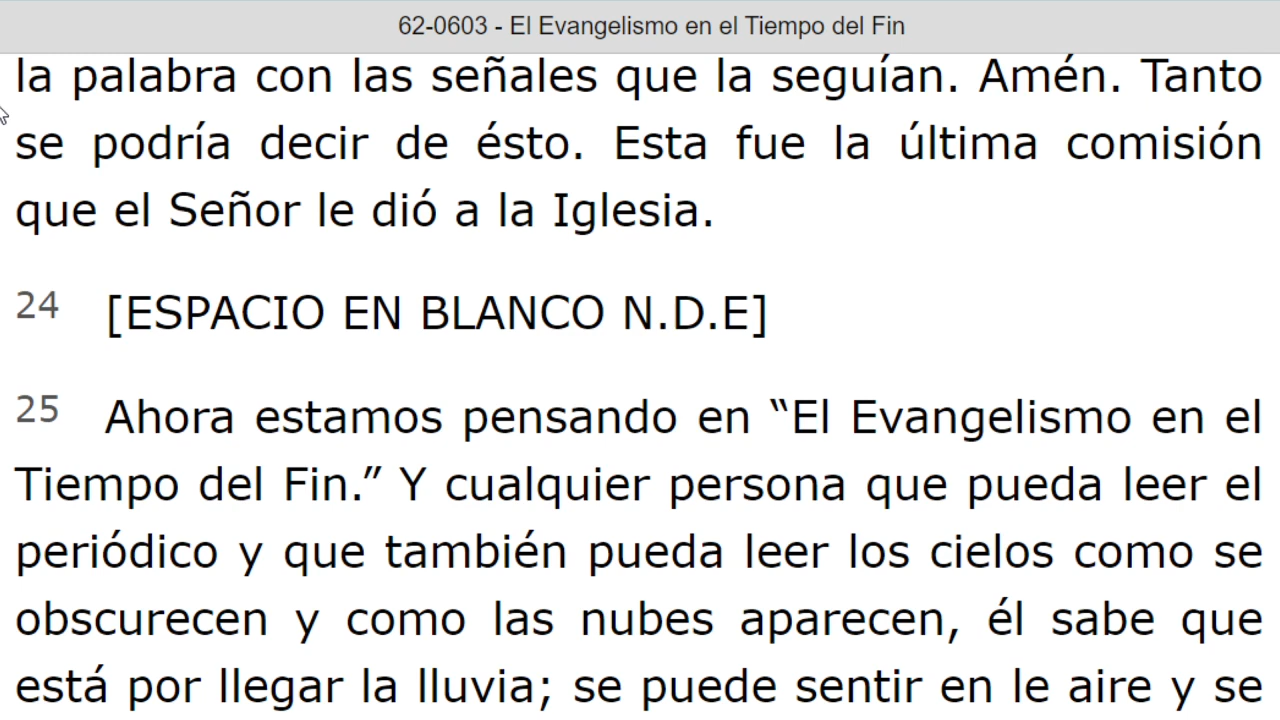 62-0603 - El Evangelismo en el Tiempo del Fin
la palabra con las señales que la seguían. Amén. Tanto
se podría decir de ésto. Esta fue la última comisión
que el Señor le dió a la Iglesia.
24 [ESPACIO EN BLANCO N.D.E]
25 Ahora estamos pensando en “El Evangelismo en el
Tiempo del Fin.” Y cualquier persona que pueda leer el
periódico y que también pueda leer los cielos como se
obscurecen y como las nubes aparecen, él sabe que
está por llegar la lluvia; se puede sentir en le aire y se